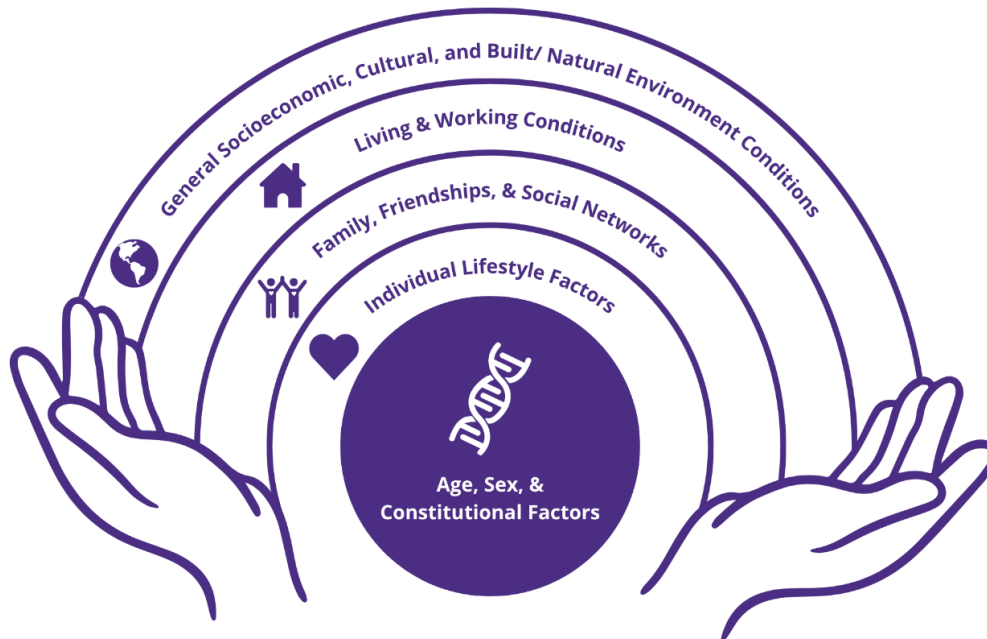 General Socioeconomic, Cultural, and Built/ Natural Environment Conditions
Living & Working Conditions
Family, Friendships, & Social Networks
Individual Lifestyle Factors
Age, Sex, &
Constitutional Factors